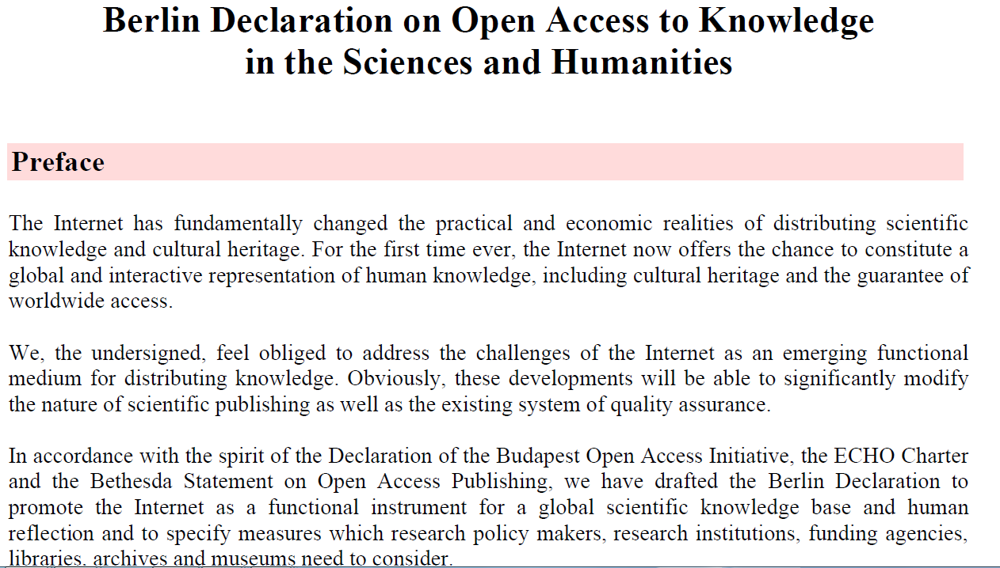 Berlin Declaration on Open Access to Knowledge
in the Sciences and Humanities
Preface
The Internet has fundamentally changed the practical and economic realities of distributing scientific
knowledge and cultural heritage. For the first time ever, the Internet now offers the chance to constitute a
global and interactive representation of human knowledge, including cultural heritage and the guarantee of
worldwide access.
We, the undersigned, feel obliged to address the challenges of the Internet as an emerging functional
medium for distributing knowledge. Obviously, these developments will be able to significantly modify
the nature of scientific publishing as well as the existing system of quality assurance.
In accordance with the spirit of the Declaration of the Budapest Open Access Initiative, the ECHO Charter
and the Bethesda Statement on Open Access Publishing, we have drafted the Berlin Declaration to
promote the Internet as a functional instrument for a global scientific knowledge base and human
reflection and to specify measures which research policy makers, research institutions, funding agencies,
libraries, archives and museums need to consider.